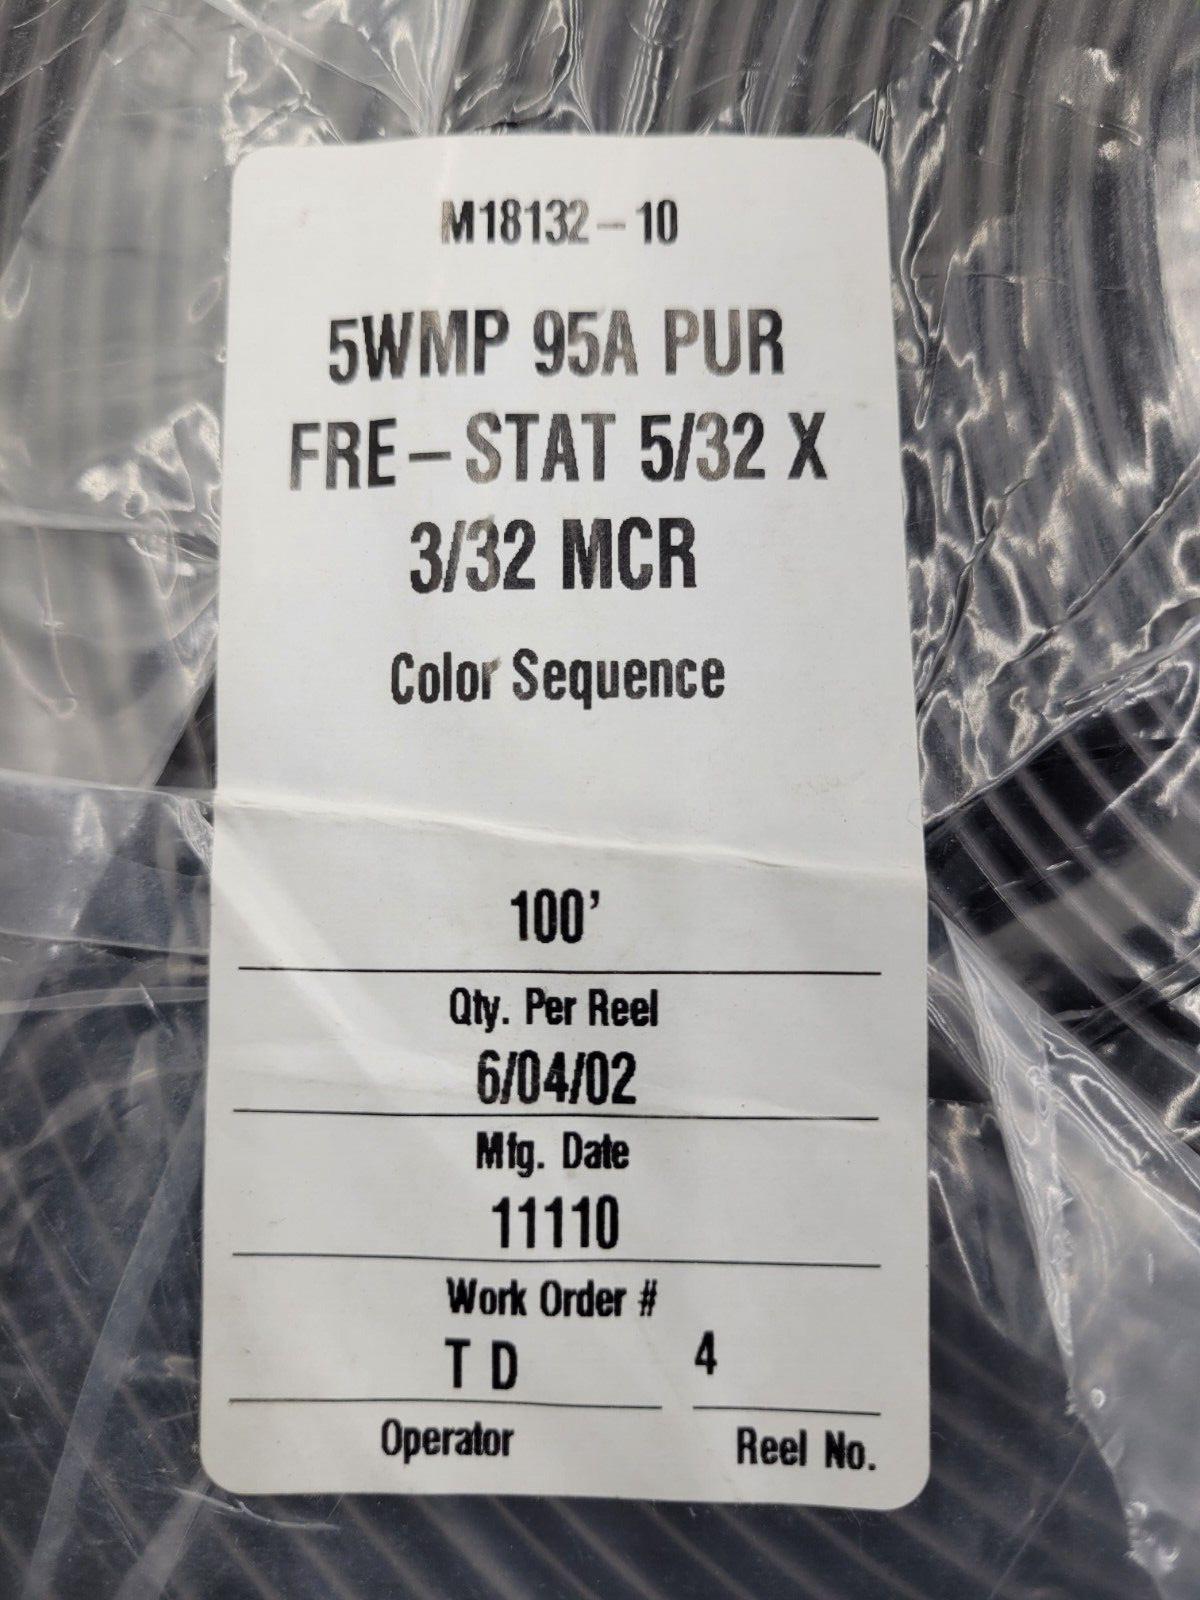 M18132-10
5WMP 95A PUR
FRE-STAT 5/32 X
3/32 MCR
Color Sequence
100'
Qty. Per Reel
6/04/02
Mfg. Date
11110
Work Order #
T D 4
Operator Reel No.